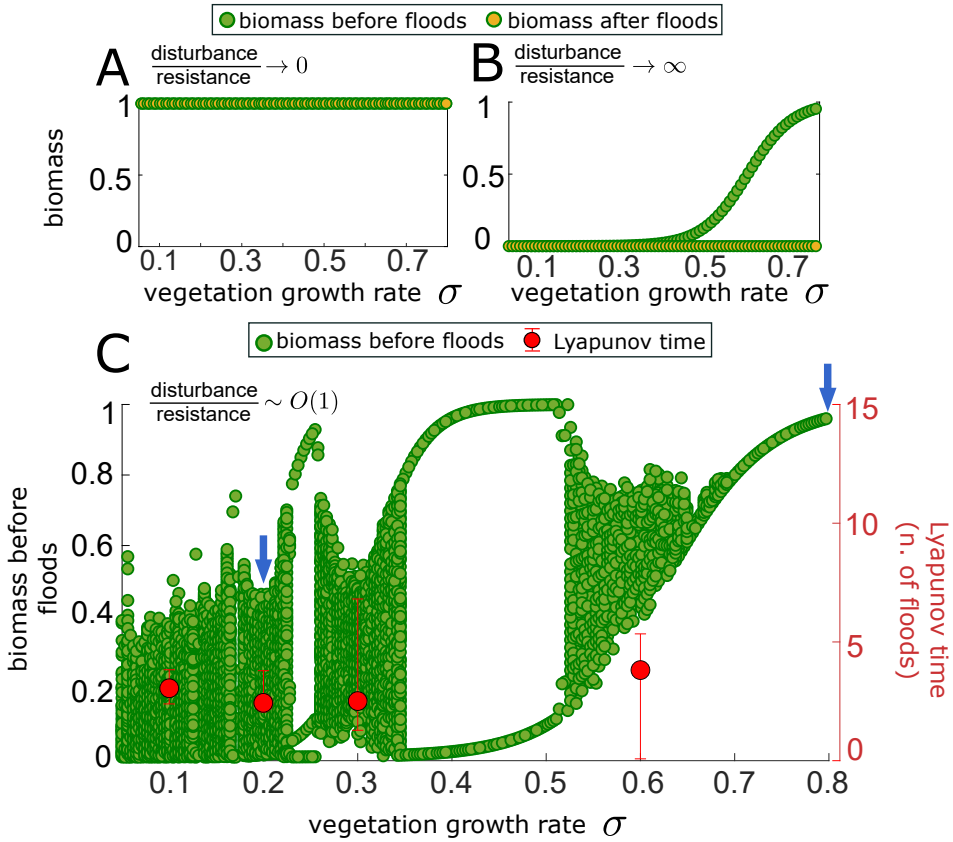 biomass before floods biomass after floods
A disturbance/resistance → 0
B disturbance/resistance → ∞
biomass
1
0.5
0
0.1 0.3 0.5 0.7
vegetation growth rate σ
1
0.5
0
0.1 0.3 0.5 0.7
vegetation growth rate σ
biomass before floods Lyapunov time
C disturbance/resistance ~ O(1)
biomass before
floods
1
0.8
0.6
0.4
0.2
0
15
10
5
0
Lyapunov time
(n. of floods)
0.1 0.2 0.3 0.4 0.5 0.6 0.7 0.8
vegetation growth rate σ